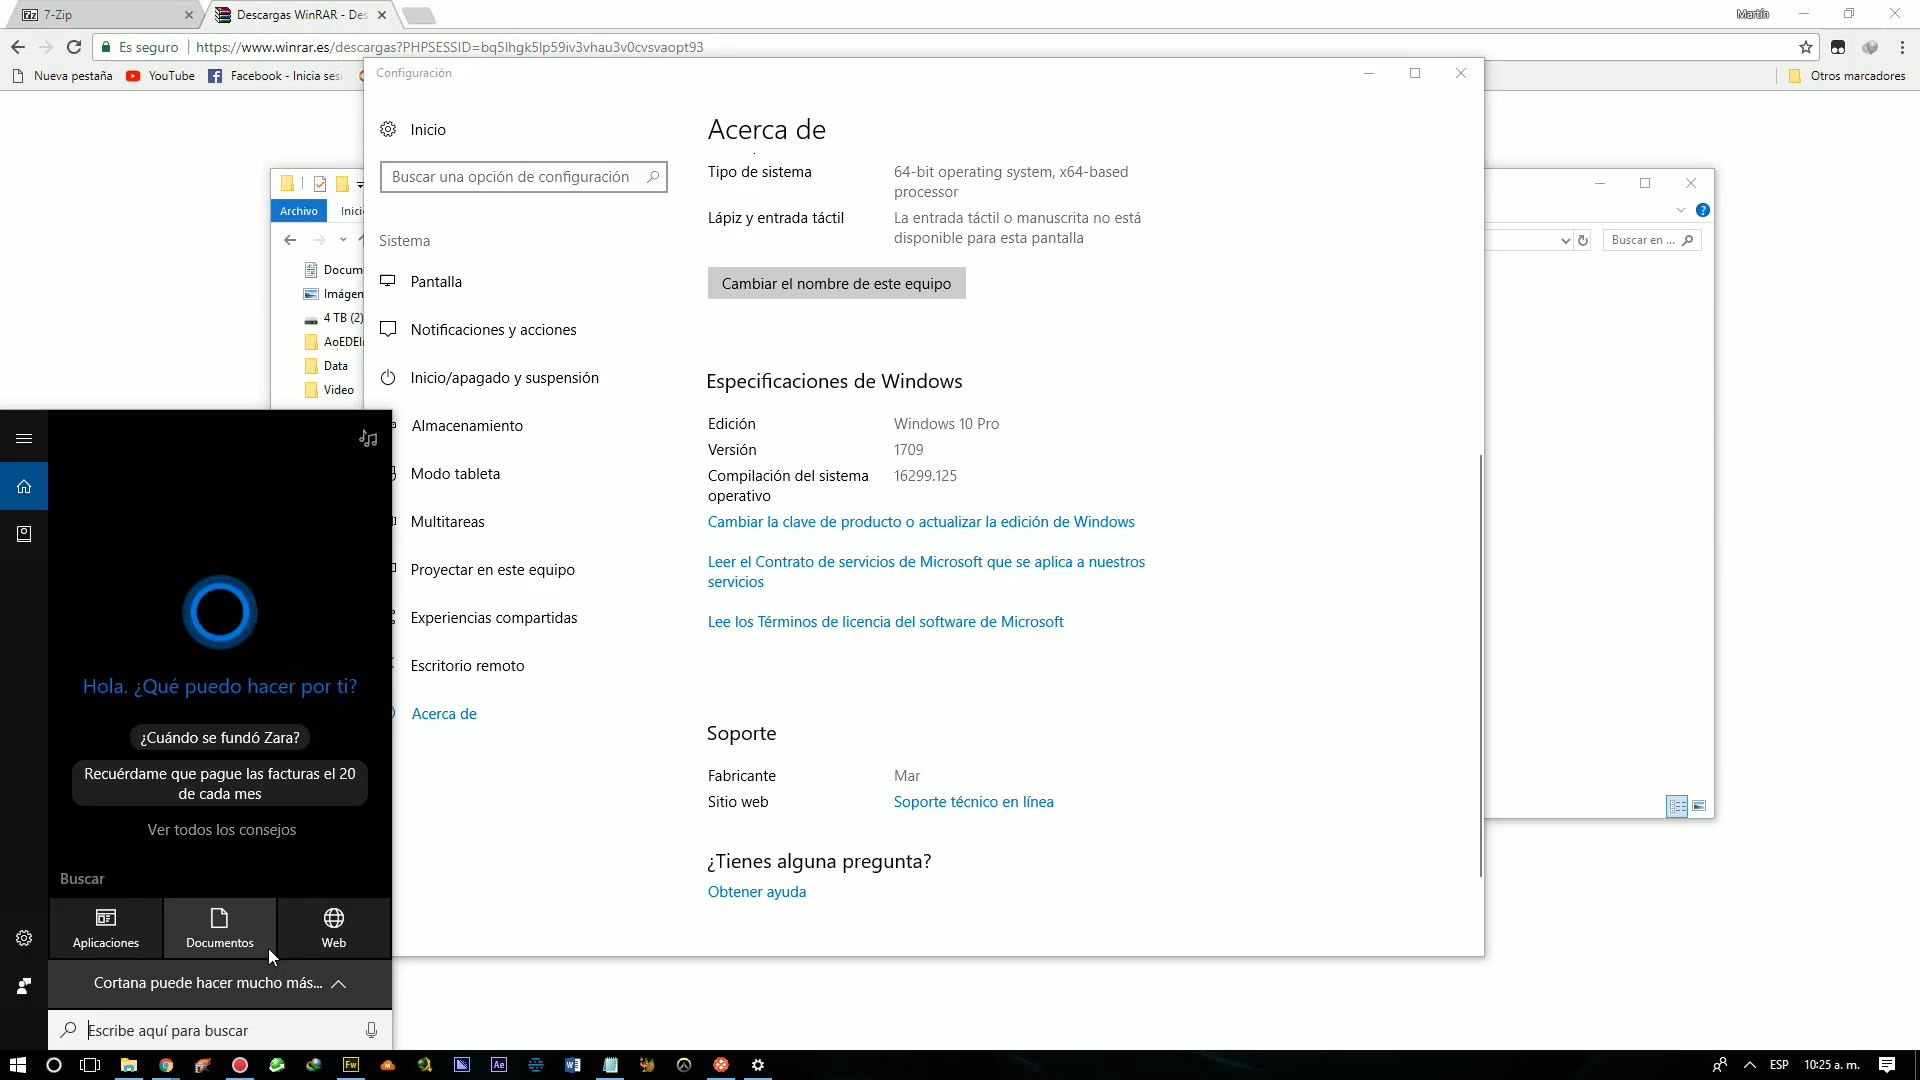 7-Zip
Descargas WinRAR - Des
Martín
Es seguro
https://www.winrar.es/descargas?PHPSESSID=bq5lhgk5lp59iv3vhau3v0cvsvaopt93
Nueva pestaña
YouTube
Facebook - Inicia sesi
Otros marcadores
Configuración
Inicio
Buscar una opción de configuración
Sistema
Pantalla
Notificaciones y acciones
Inicio/apagado y suspensión
Almacenamiento
Modo tableta
Multitareas
Proyectar en este equipo
Experiencias compartidas
Escritorio remoto
Acerca de
Acerca de
Tipo de sistema
64-bit operating system, x64-based
processor
Lápiz y entrada táctil
La entrada táctil o manuscrita no está
disponible para esta pantalla
Cambiar el nombre de este equipo
Especificaciones de Windows
Edición
Windows 10 Pro
Versión
1709
Compilación del sistema
operativo
16299.125
Cambiar la clave de producto o actualizar la edición de Windows
Leer el Contrato de servicios de Microsoft que se aplica a nuestros
servicios
Lee los Términos de licencia del software de Microsoft
Soporte
Fabricante
Mar
Sitio web
Soporte técnico en línea
¿Tienes alguna pregunta?
Obtener ayuda
Archivo
Inici
Docum
Imágen
4 TB (2)
AoEDEI
Data
Video
Buscar en ...
Hola. ¿Qué puedo hacer por ti?
¿Cuándo se fundó Zara?
Recuérdame que pague las facturas el 20
de cada mes
Ver todos los consejos
Buscar
Aplicaciones
Documentos
Web
Cortana puede hacer mucho más...
Escribe aquí para buscar
Fw
Ae
ESP
10:25 a. m.